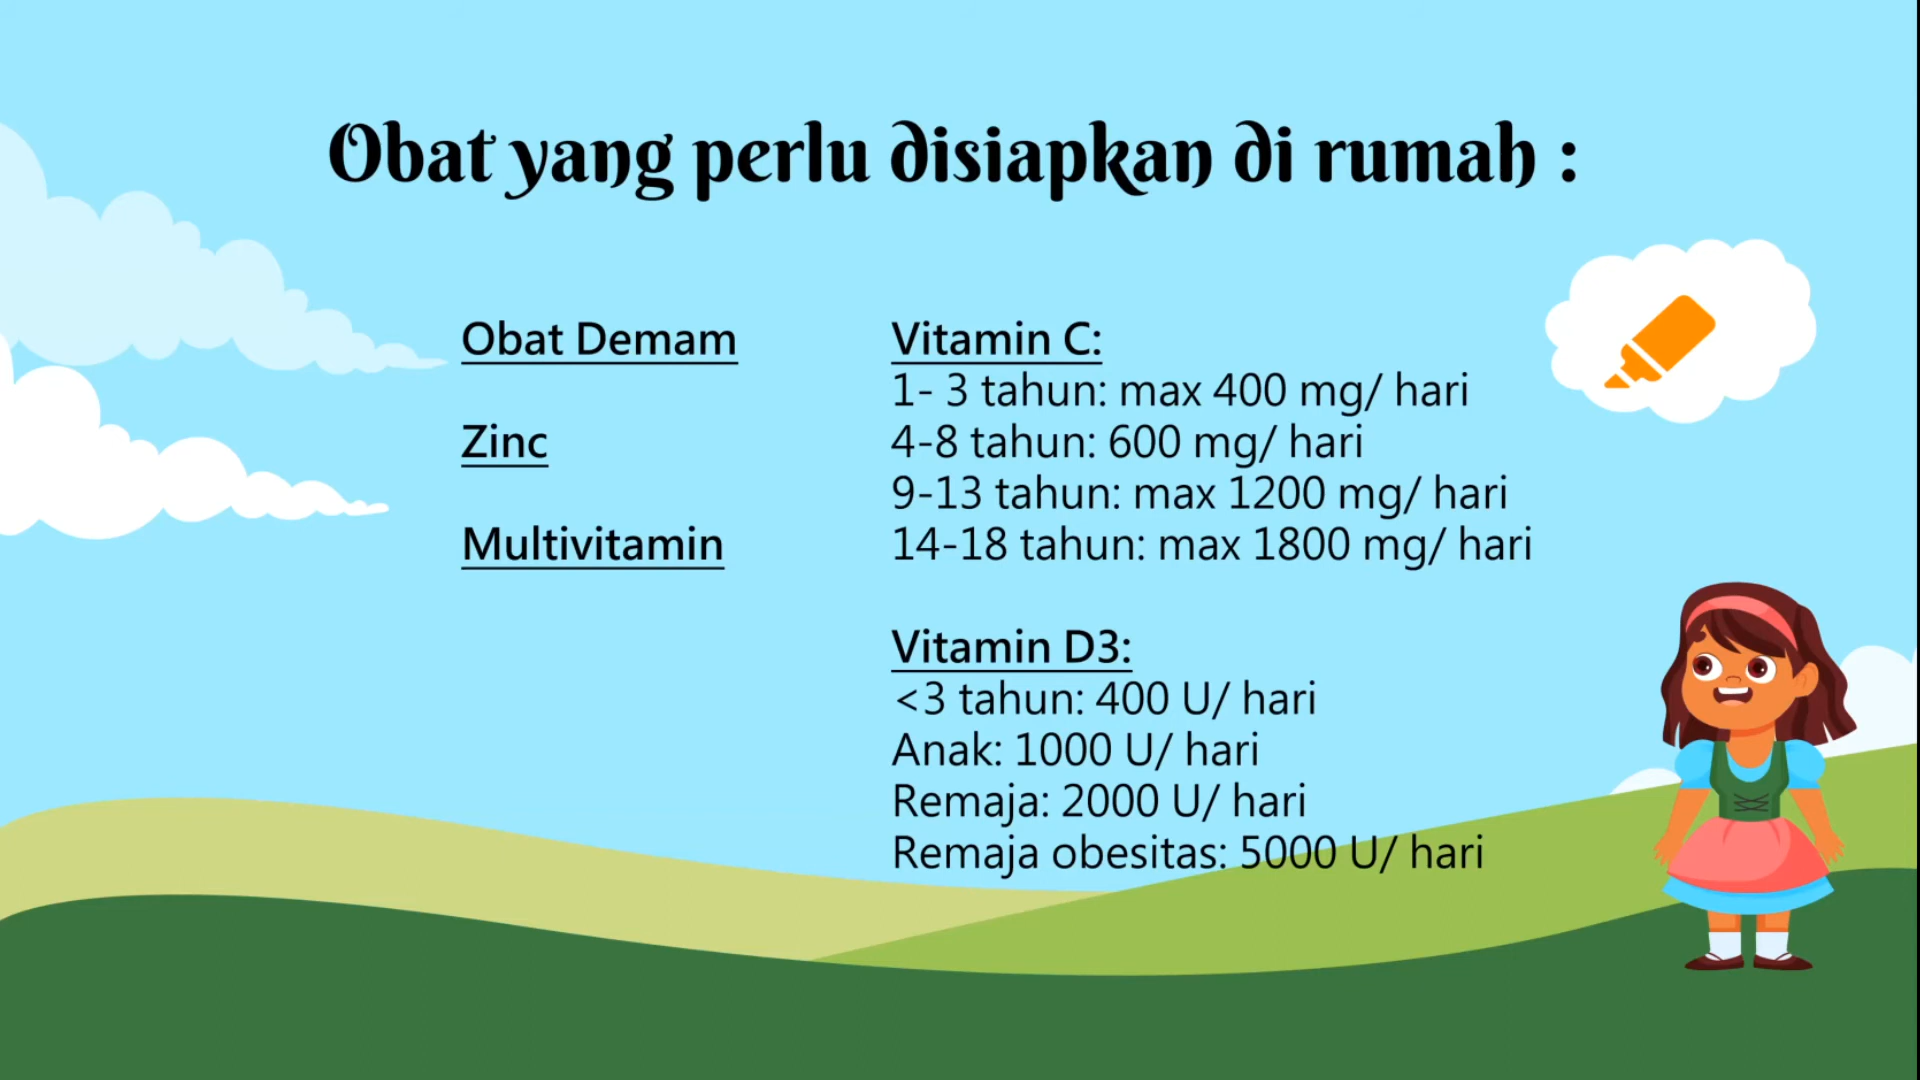 Obat yang perlu disiapkan di rumah :
Obat Demam
Zinc
Multivitamin
Vitamin C:
1- 3 tahun: max 400 mg/ hari
4-8 tahun: 600 mg/ hari
9-13 tahun: max 1200 mg/ hari
14-18 tahun: max 1800 mg/ hari
Vitamin D3:
<3 tahun: 400 U/ hari
Anak: 1000 U/ hari
Remaja: 2000 U/ hari
Remaja obesitas: 5000 U/ hari